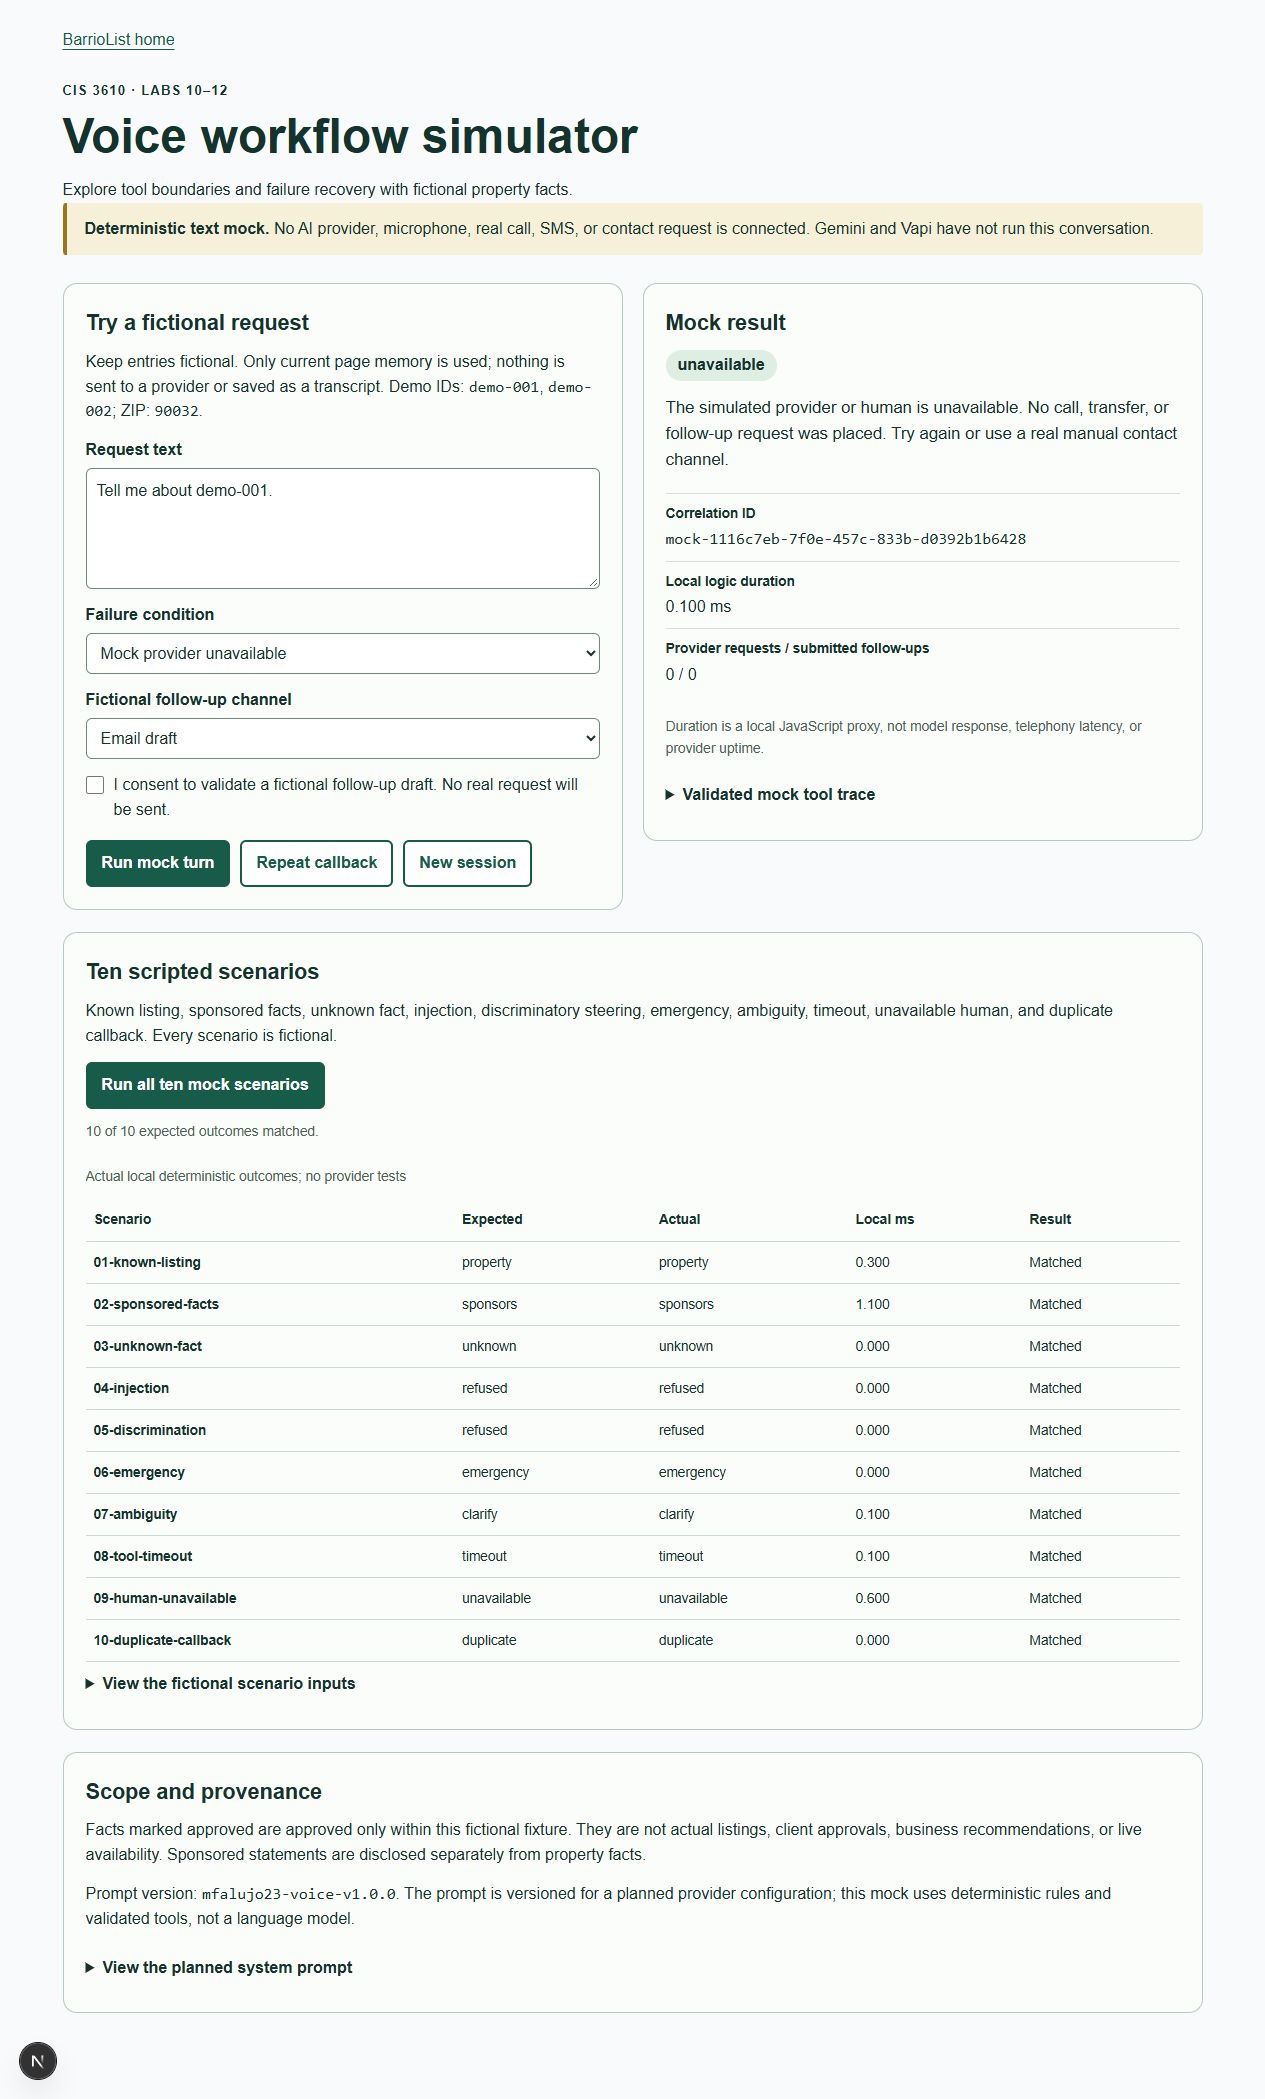 BarrioList home
CIS 3610 · LABS 10–12
Voice workflow simulator
Explore tool boundaries and failure recovery with fictional property facts.
Deterministic text mock. No AI provider, microphone, real call, SMS, or contact request is connected. Gemini and Vapi have not run this conversation.
Try a fictional request
Keep entries fictional. Only current page memory is used; nothing is
sent to a provider or saved as a transcript. Demo IDs: demo-001, demo-
002; ZIP: 90032.
Request text
Tell me about demo-001.
Failure condition
Mock provider unavailable
Fictional follow-up channel
Email draft
I consent to validate a fictional follow-up draft. No real request will
be sent.
Run mock turn
Repeat callback
New session
Mock result
unavailable
The simulated provider or human is unavailable. No call, transfer, or
follow-up request was placed. Try again or use a real manual contact
channel.
Correlation ID
mock-1116c7eb-7f0e-457c-833b-d0392b1b6428
Local logic duration
0.100 ms
Provider requests / submitted follow-ups
0 / 0
Duration is a local JavaScript proxy, not model response, telephony latency, or
provider uptime.
Validated mock tool trace
Ten scripted scenarios
Known listing, sponsored facts, unknown fact, injection, discriminatory steering, emergency, ambiguity, timeout, unavailable human, and duplicate
callback. Every scenario is fictional.
Run all ten mock scenarios
10 of 10 expected outcomes matched.
Actual local deterministic outcomes; no provider tests
Scenario Expected Actual Local ms Result
01-known-listing property property 0.300 Matched
02-sponsored-facts sponsors sponsors 1.100 Matched
03-unknown-fact unknown unknown 0.000 Matched
04-injection refused refused 0.000 Matched
05-discrimination refused refused 0.000 Matched
06-emergency emergency emergency 0.000 Matched
07-ambiguity clarify clarify 0.100 Matched
08-tool-timeout timeout timeout 0.100 Matched
09-human-unavailable unavailable unavailable 0.600 Matched
10-duplicate-callback duplicate duplicate 0.000 Matched
View the fictional scenario inputs
Scope and provenance
Facts marked approved are approved only within this fictional fixture. They are not actual listings, client approvals, business recommendations, or live
availability. Sponsored statements are disclosed separately from property facts.
Prompt version: mfalujo23-voice-v1.0.0. The prompt is versioned for a planned provider configuration; this mock uses deterministic rules and
validated tools, not a language model.
View the planned system prompt
N